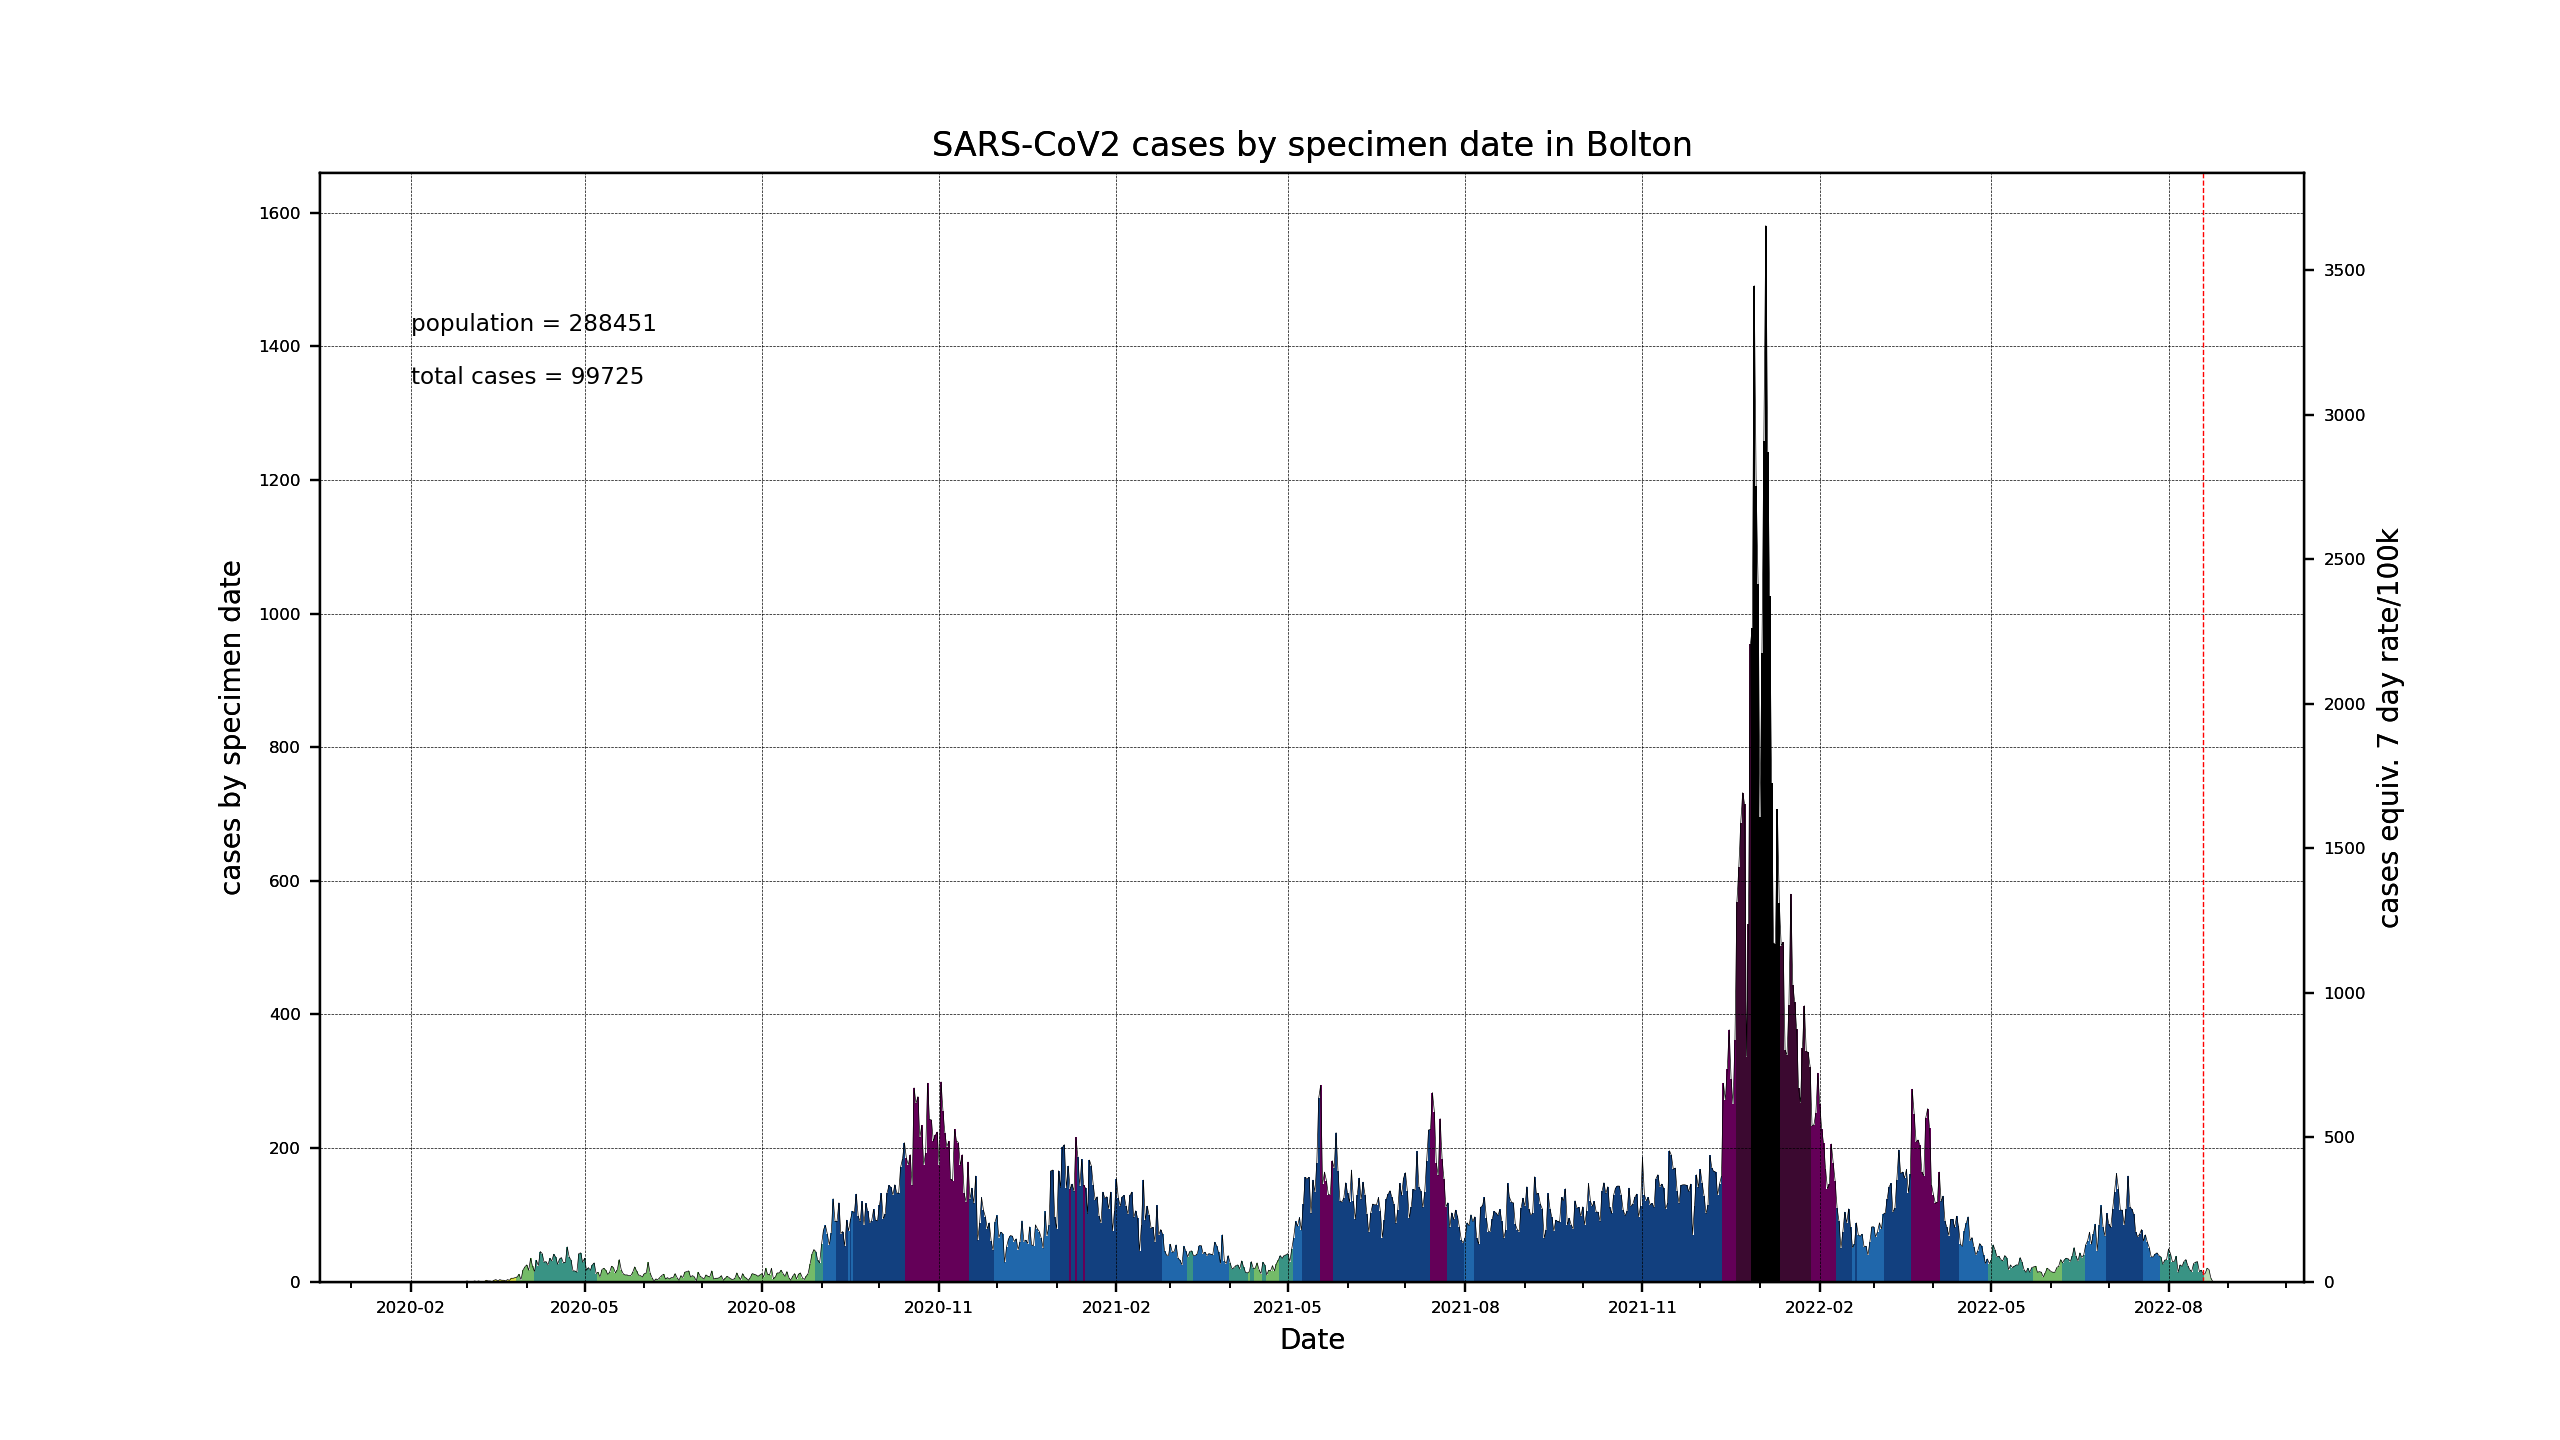 SARS-CoV2 cases by specimen date in Bolton
population = 288451
total cases = 99725
cases by specimen date
1600
1400
1200
1000
800
600
400
200
0
3500
3000
2500
2000
1500
1000
500
0
cases equiv. 7 day rate/100k
2020-02 2020-05 2020-08 2020-11 2021-02 2021-05 2021-08 2021-11 2022-02 2022-05 2022-08
Date